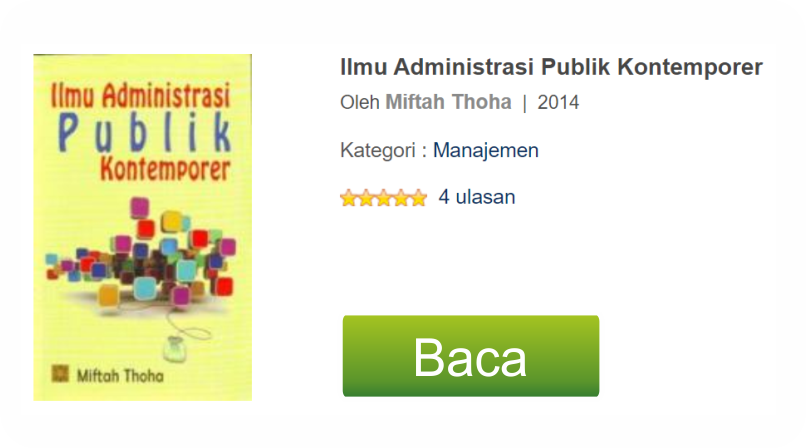 Ilmu Administrasi
Publik
Kontemporer
Miftah Thoha
Ilmu Administrasi Publik Kontemporer
Oleh Miftah Thoha | 2014
Kategori : Manajemen
4 ulasan
Baca